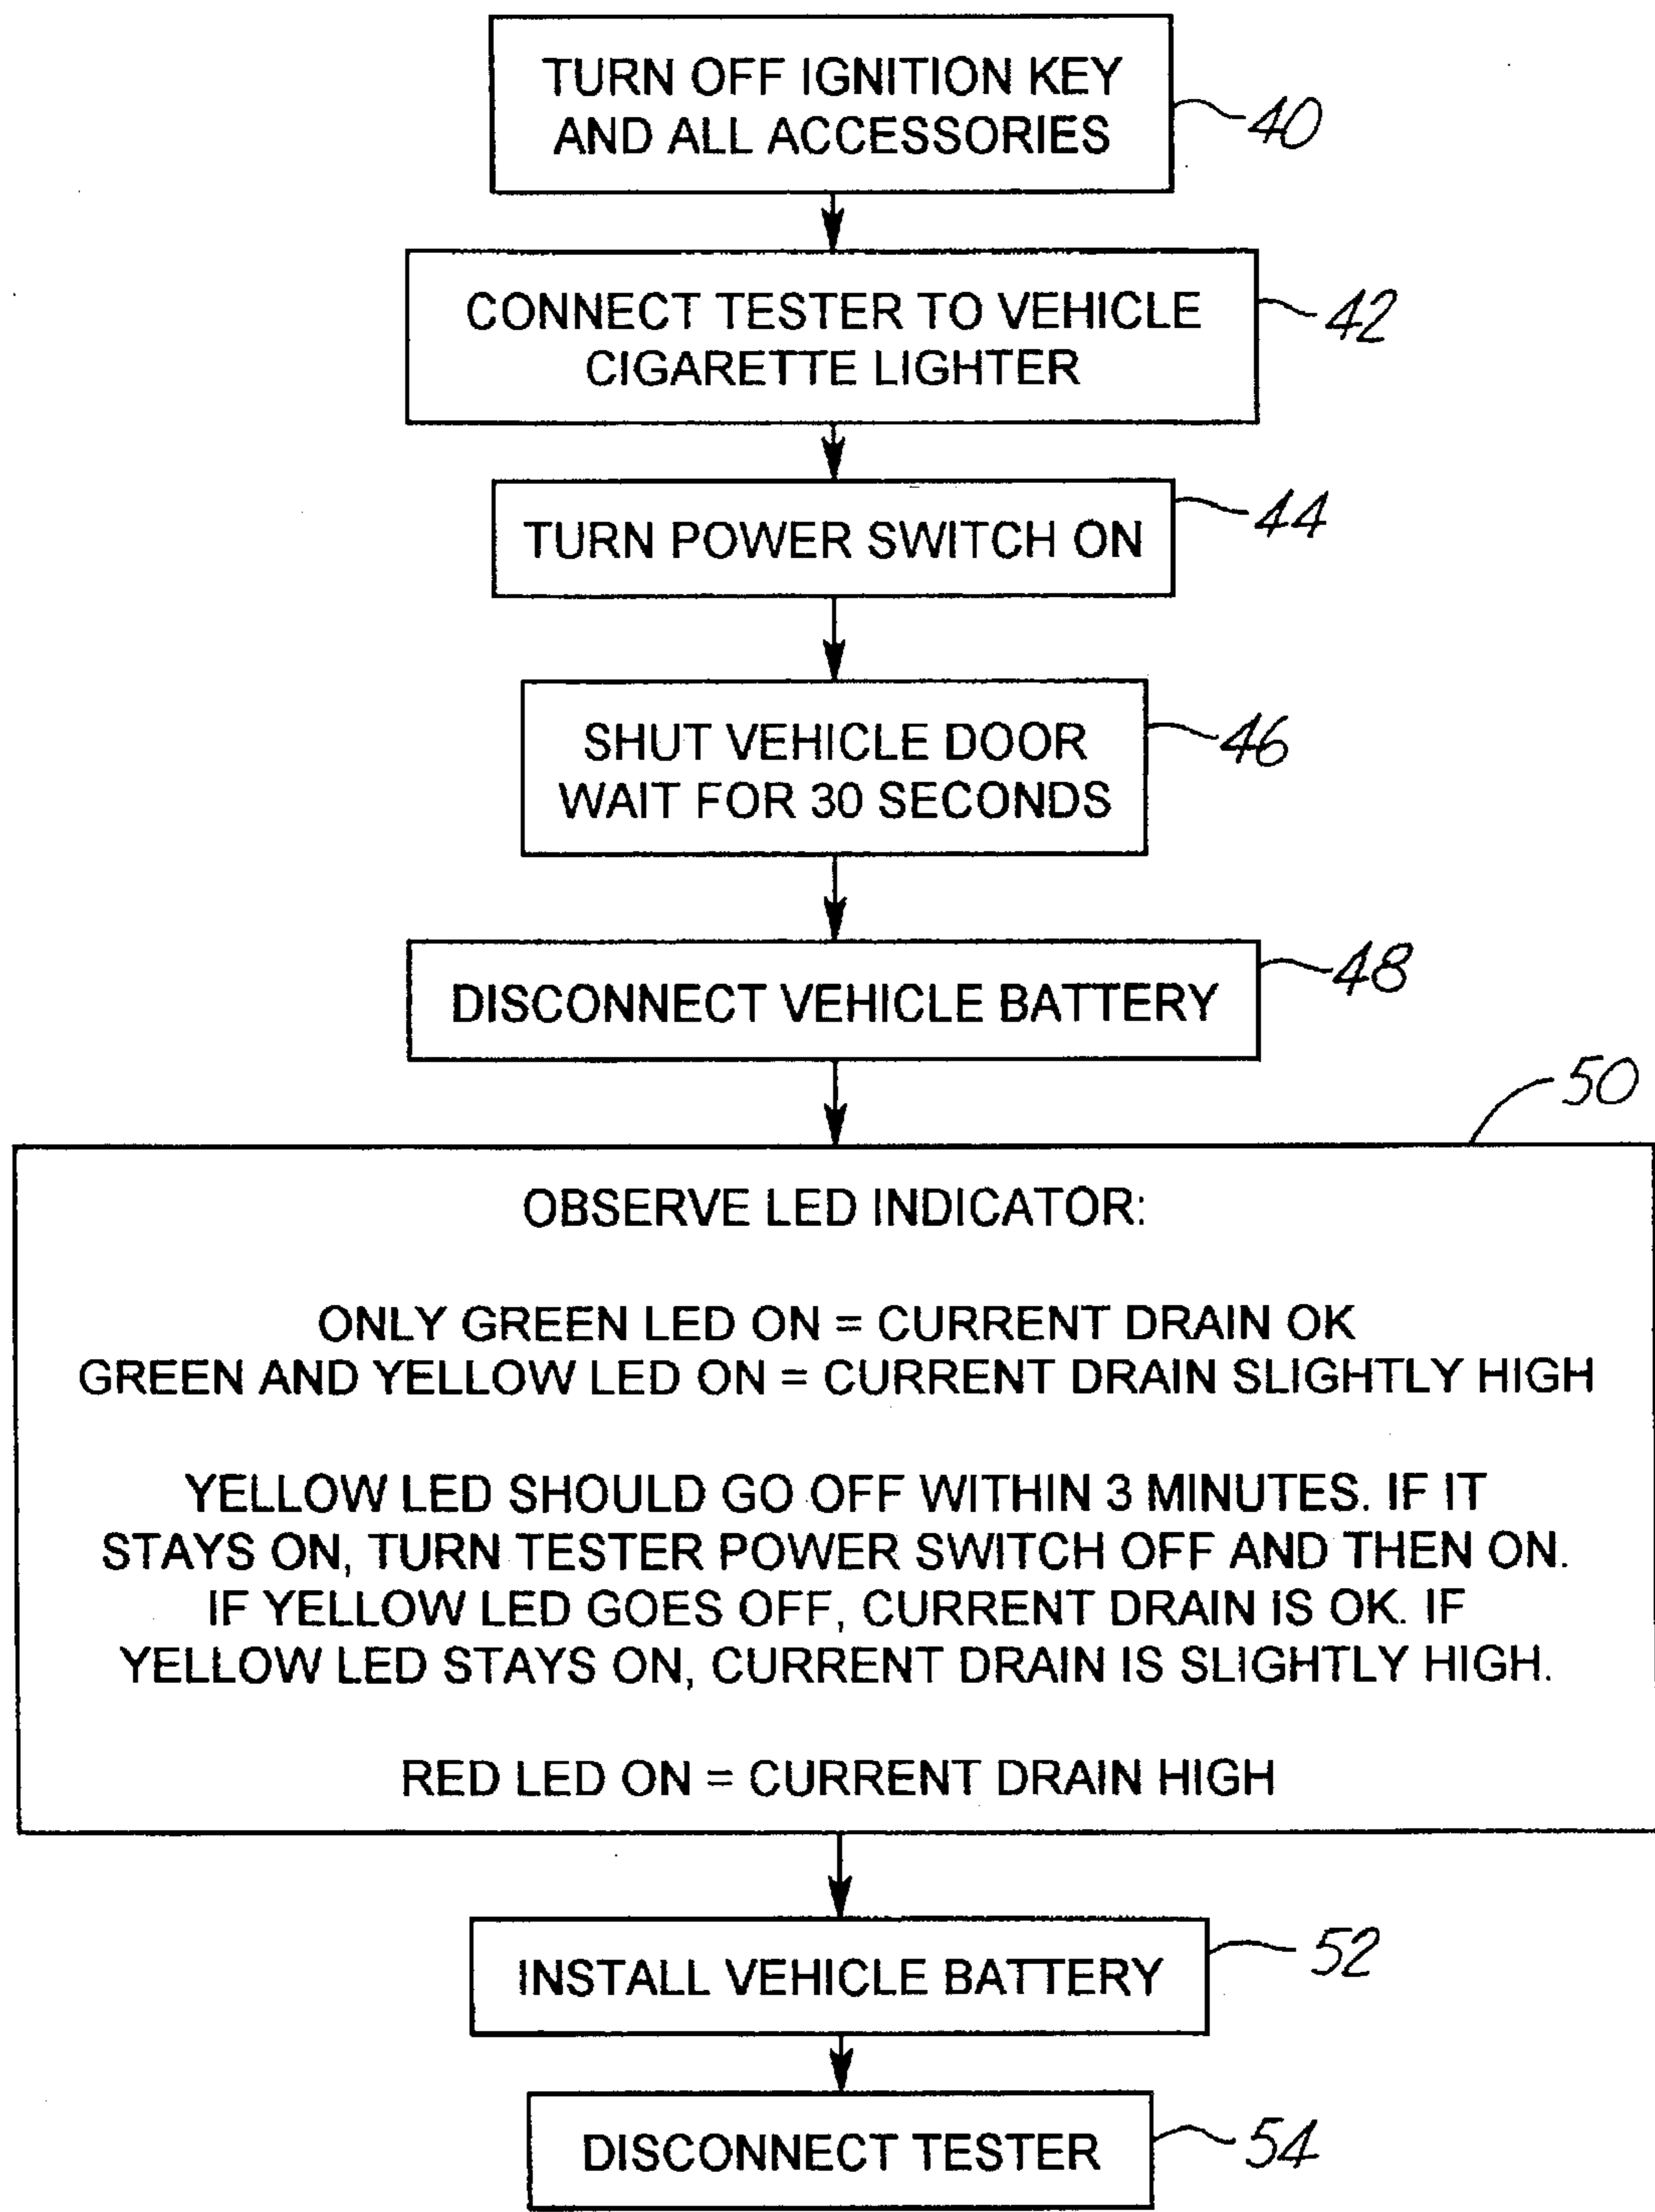 TURN OFF IGNITION KEY
AND ALL ACCESSORIES
40
CONNECT TESTER TO VEHICLE
CIGARETTE LIGHTER
42
TURN POWER SWITCH ON
44
SHUT VEHICLE DOOR
WAIT FOR 30 SECONDS
46
DISCONNECT VEHICLE BATTERY
48
50
OBSERVE LED INDICATOR:
ONLY GREEN LED ON = CURRENT DRAIN OK
GREEN AND YELLOW LED ON = CURRENT DRAIN SLIGHTLY HIGH
YELLOW LED SHOULD GO OFF WITHIN 3 MINUTES. IF IT
STAYS ON, TURN TESTER POWER SWITCH OFF AND THEN ON.
IF YELLOW LED GOES OFF, CURRENT DRAIN IS OK. IF
YELLOW LED STAYS ON, CURRENT DRAIN IS SLIGHTLY HIGH.
RED LED ON = CURRENT DRAIN HIGH
INSTALL VEHICLE BATTERY
52
DISCONNECT TESTER
54